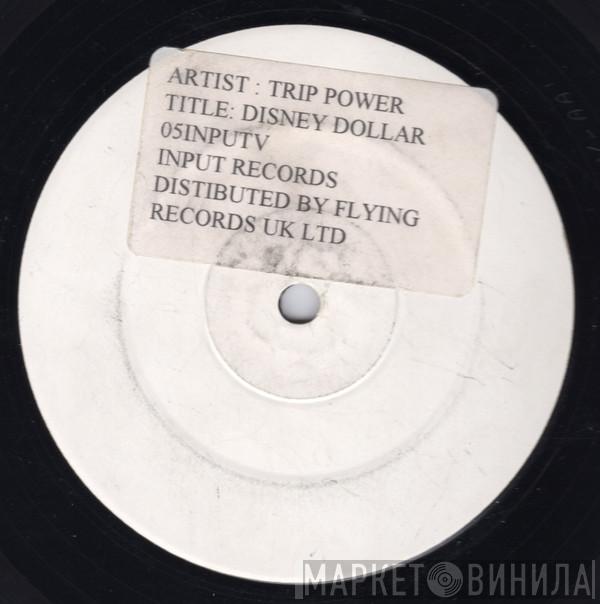 ARTIST : TRIP POWER
TITLE: DISNEY DOLLAR
05INPUTV
INPUT RECORDS
DISTIBUTED BY FLYING
RECORDS UK LTD
МАРКЕТ ВИНИЛА